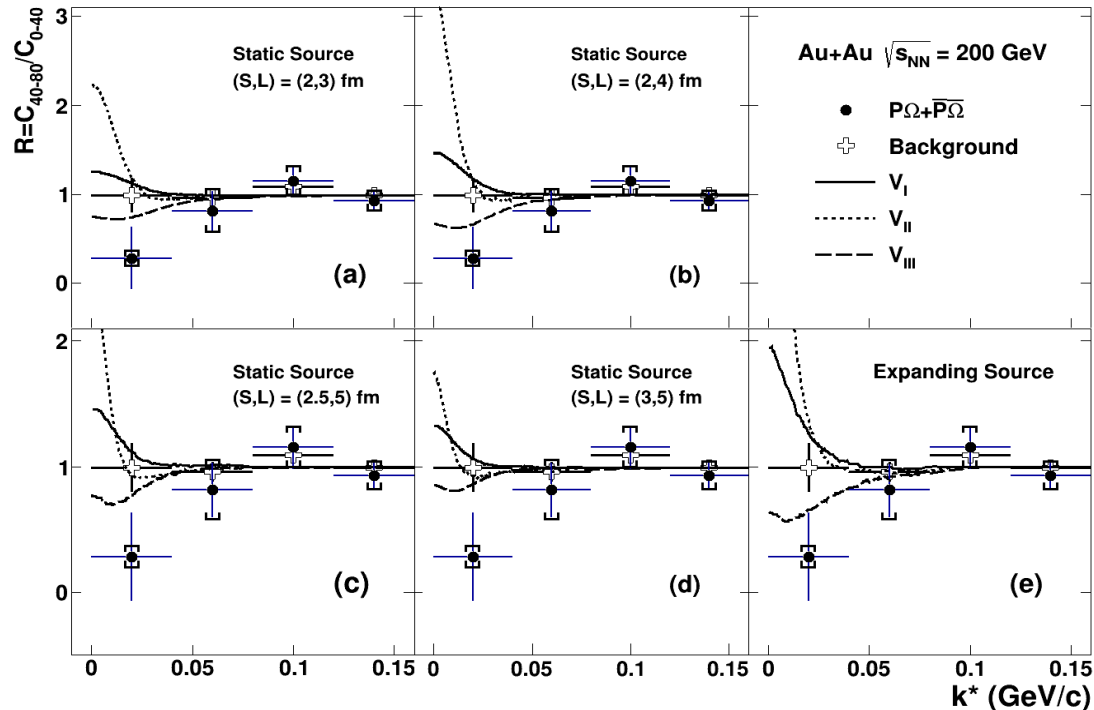 R=C40-80/C0-40
3
2
1
0
Static Source
(S,L) = (2,3) fm
(a)
Static Source
(S,L) = (2,4) fm
(b)
Au+Au √sNN = 200 GeV
PΩ+P̅Ω̅
Background
VI
VII
VIII
2
1
0
Static Source
(S,L) = (2.5,5) fm
(c)
Static Source
(S,L) = (3,5) fm
(d)
Expanding Source
(e)
0 0.05 0.1 0.15 0 0.05 0.1 0.15 0 0.05 0.1 0.15
k* (GeV/c)